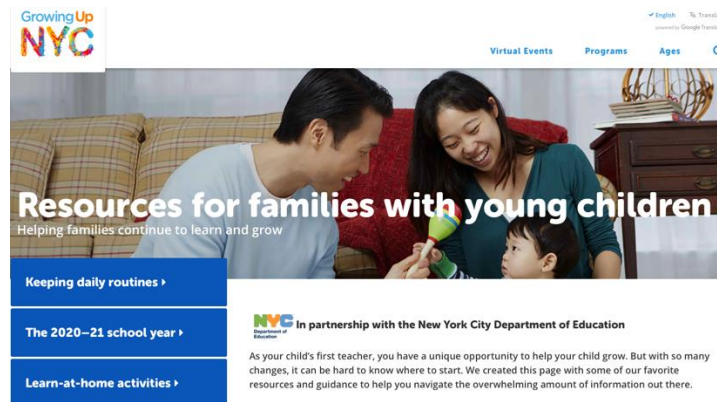 Growing Up
NYC
✔ English
powered by Google
Virtual Events Programs Ages
Resources for families with young children
Helping families continue to learn and grow
Keeping daily routines
The 2020–21 school year
Learn-at-home activities
NYC
Department of
Education
In partnership with the New York City Department of Education
As your child's first teacher, you have a unique opportunity to help your child grow. But with so many
changes, it can be hard to know where to start. We created this page with some of our favorite
resources and guidance to help you navigate the overwhelming amount of information out there.